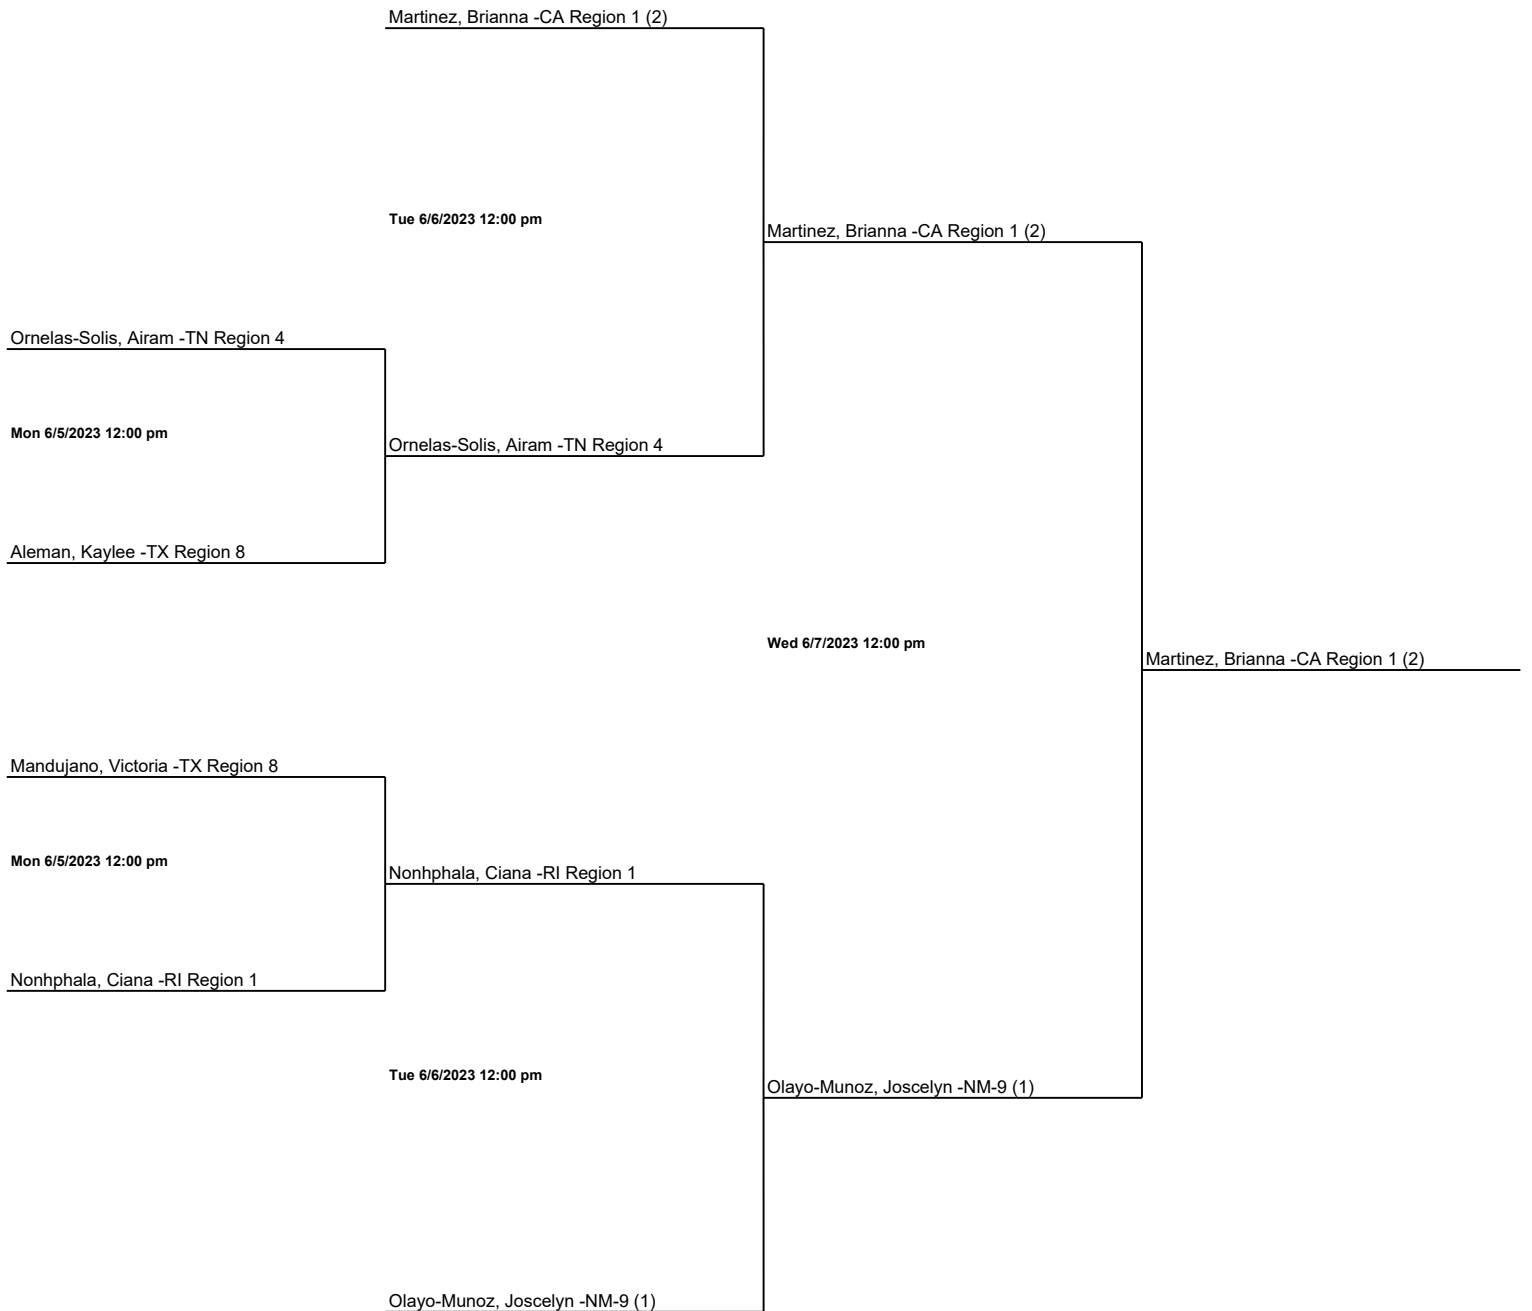 Martinez, Brianna -CA Region 1 (2)
Tue 6/6/2023 12:00 pm
Martinez, Brianna -CA Region 1 (2)
Ornelas-Solis, Airam -TN Region 4
Mon 6/5/2023 12:00 pm
Ornelas-Solis, Airam -TN Region 4
Aleman, Kaylee -TX Region 8
Wed 6/7/2023 12:00 pm
Martinez, Brianna -CA Region 1 (2)
Mandujano, Victoria -TX Region 8
Mon 6/5/2023 12:00 pm
Nonhphala, Ciana -RI Region 1
Nonhphala, Ciana -RI Region 1
Tue 6/6/2023 12:00 pm
Olayo-Munoz, Joscelyn -NM-9 (1)
Olayo-Munoz, Joscelyn -NM-9 (1)